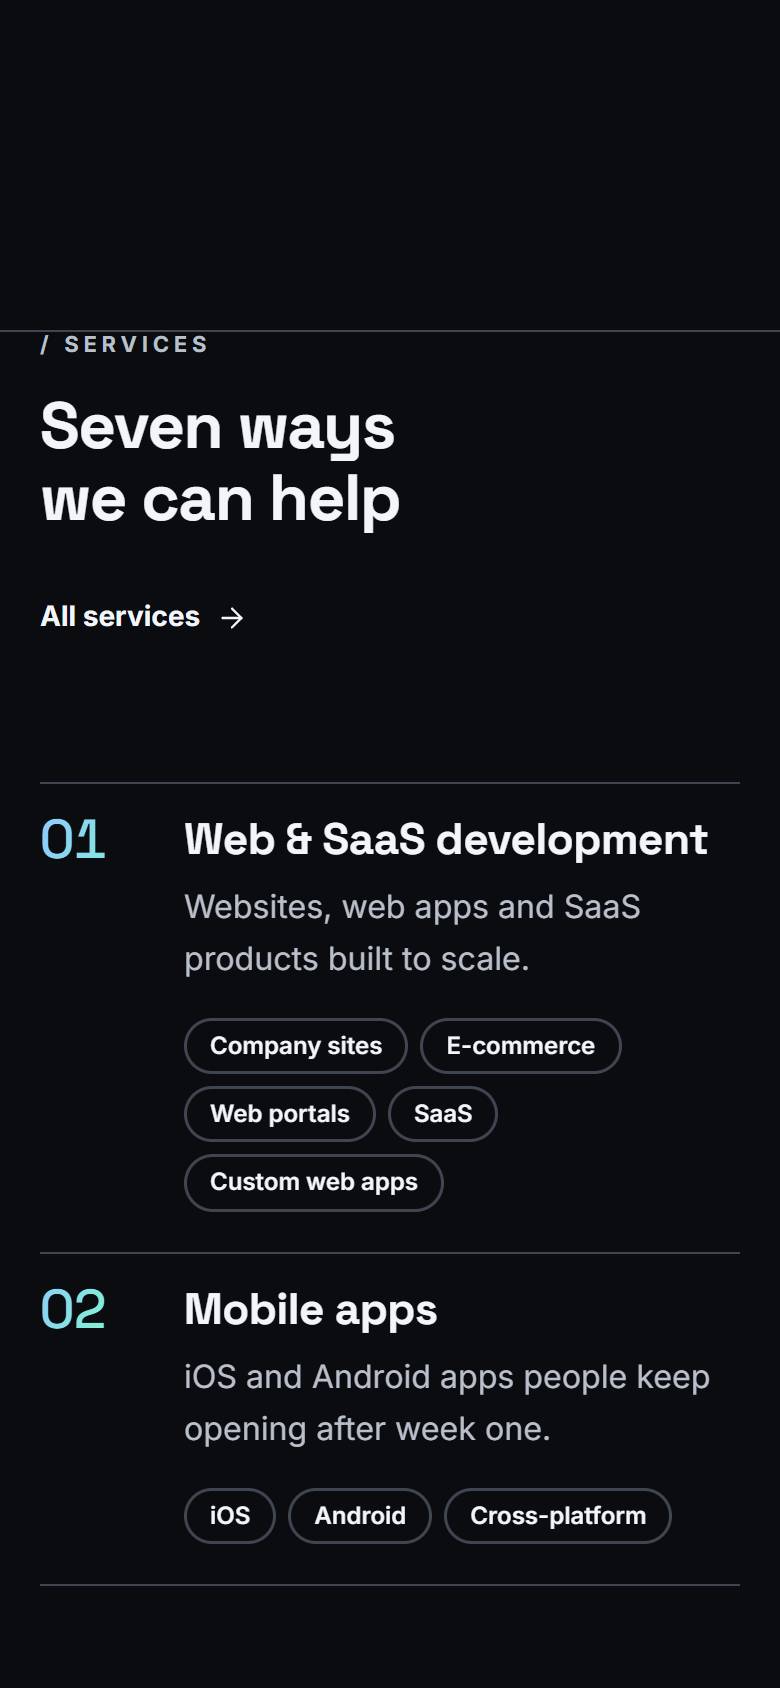 / SERVICES
Seven ways
we can help
All services →
01
Web & SaaS development
Websites, web apps and SaaS
products built to scale.
Company sites
E-commerce
Web portals
SaaS
Custom web apps
02
Mobile apps
iOS and Android apps people keep
opening after week one.
iOS
Android
Cross-platform